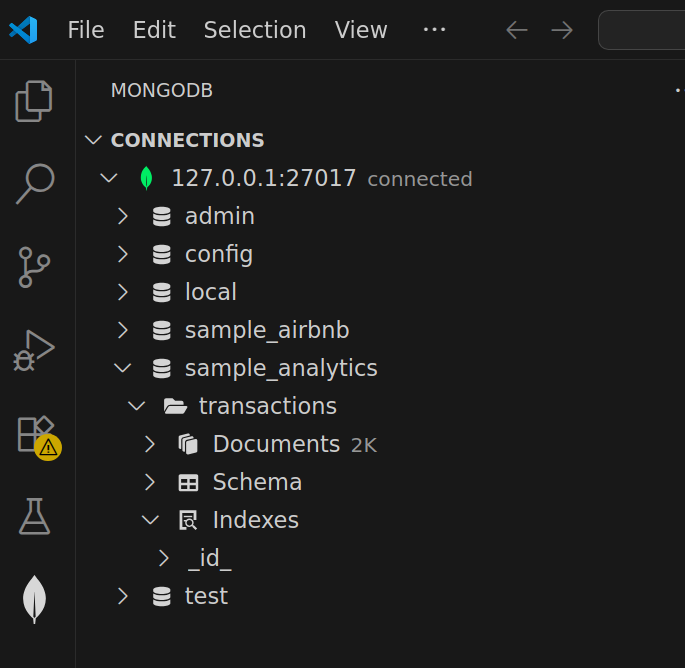 File Edit Selection View ···
MONGODB
CONNECTIONS
127.0.0.1:27017 connected
admin
config
local
sample_airbnb
sample_analytics
transactions
Documents 2K
Schema
Indexes
_id_
test